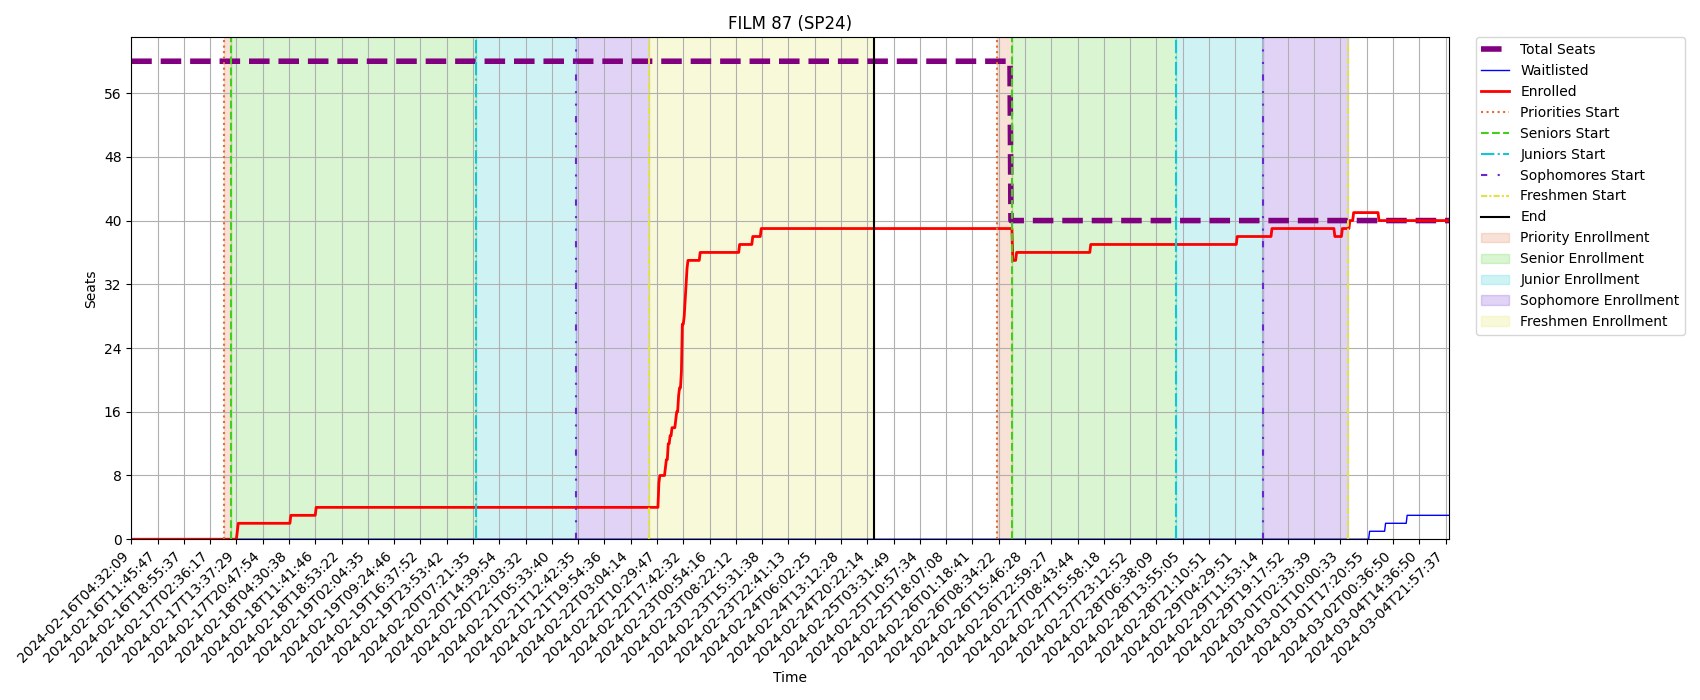 FILM 87 (SP24)
Seats
56
48
40
32
24
16
8
0
2024-02-16T04:32:09
2024-02-16T11:45:47
2024-02-16T18:55:37
2024-02-17T02:36:17
2024-02-17T13:37:29
2024-02-17T20:47:54
2024-02-18T04:30:38
2024-02-18T11:41:46
2024-02-18T18:53:22
2024-02-19T02:04:35
2024-02-19T09:24:46
2024-02-19T16:37:52
2024-02-19T23:53:42
2024-02-20T07:21:35
2024-02-20T14:39:54
2024-02-20T22:03:32
2024-02-21T05:33:40
2024-02-21T12:42:35
2024-02-21T19:54:36
2024-02-22T03:04:14
2024-02-22T10:29:47
2024-02-22T17:42:32
2024-02-23T00:54:16
2024-02-23T08:22:12
2024-02-23T15:31:38
2024-02-23T22:41:13
2024-02-24T06:02:25
2024-02-24T13:12:28
2024-02-24T20:22:14
2024-02-25T03:31:49
2024-02-25T10:57:34
2024-02-25T18:07:08
2024-02-26T01:18:41
2024-02-26T08:34:22
2024-02-26T15:46:28
2024-02-26T22:59:27
2024-02-27T08:43:44
2024-02-27T15:58:18
2024-02-27T23:12:52
2024-02-28T06:38:09
2024-02-28T13:55:05
2024-02-28T21:10:51
2024-02-29T04:29:51
2024-02-29T11:53:14
2024-02-29T19:17:52
2024-03-01T02:33:39
2024-03-01T10:00:33
2024-03-01T17:20:55
2024-03-02T00:36:50
2024-03-04T14:36:50
2024-03-04T21:57:37
Time
Total Seats
Waitlisted
Enrolled
Priorities Start
Seniors Start
Juniors Start
Sophomores Start
Freshmen Start
End
Priority Enrollment
Senior Enrollment
Junior Enrollment
Sophomore Enrollment
Freshmen Enrollment